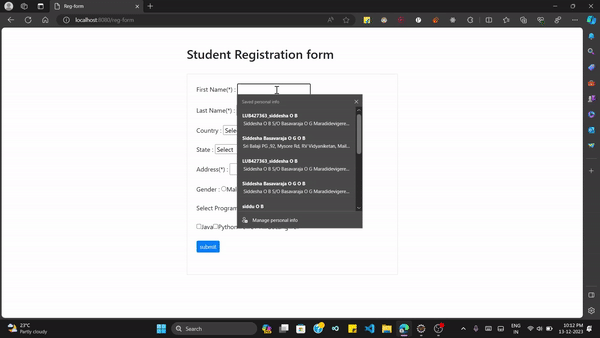 Reg-form
localhost:8080/reg-form
Student Registration form
First Name(*) :
Saved personal info
Last Name(*) :
LUB427363_siddesha O B
Siddesha O B S/O Basavaraja O G Maradidevigere...
Country : Sele
Siddesha Basavaraja O G O B
Sri Balaji PG ,92, Mysore Rd, RV Vidyaniketan, Mail...
State : Select
LUB427363_siddesha O B
Siddesha O B S/O Basavaraja O G Maradidevigere...
Address(*) :
Siddesha Basavaraja O G O B
Siddesha O B S/O Basavaraja O G Maradidevigere...
Gender : Mal
siddu O B
Select Program
Manage personal info
Java Python
submit
23°C
Partly cloudy
Search
ENG
IN
10:12 PM
13-12-2023